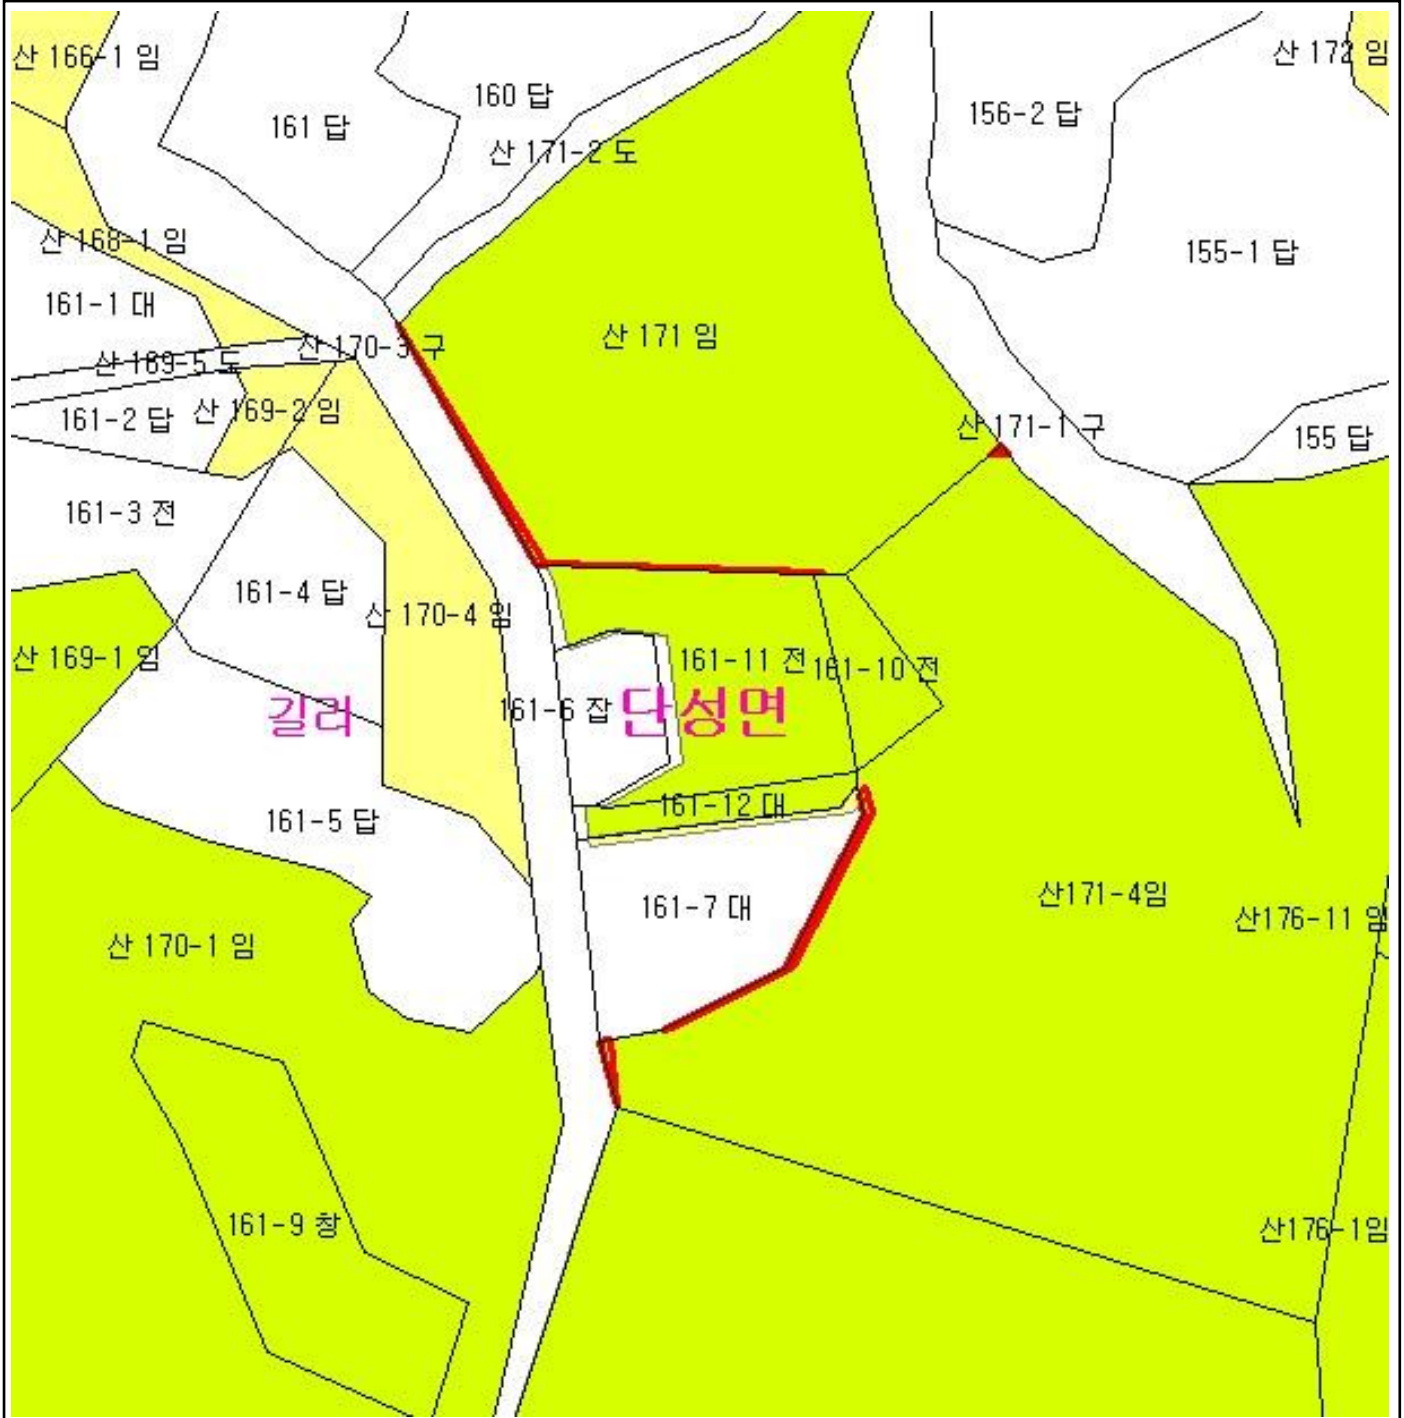 산 166-1 임
산 172 임
160 답
156-2 답
161 답
산 171-2 도
산 168-1 임
155-1 답
161-1 대
산 171 임
산 170-3 구
산 169-5 도
산 169-2 임
161-2 답
산 171-1 구
155 답
161-3 전
161-4 답
산 170-4 임
산 169-1 임
161-11 전
161-10 전
길리
161-6 잡
단성면
161-12 대
161-5 답
161-7 대
산171-4임
산176-11 임
산 170-1 임
161-9 창
산176-1임